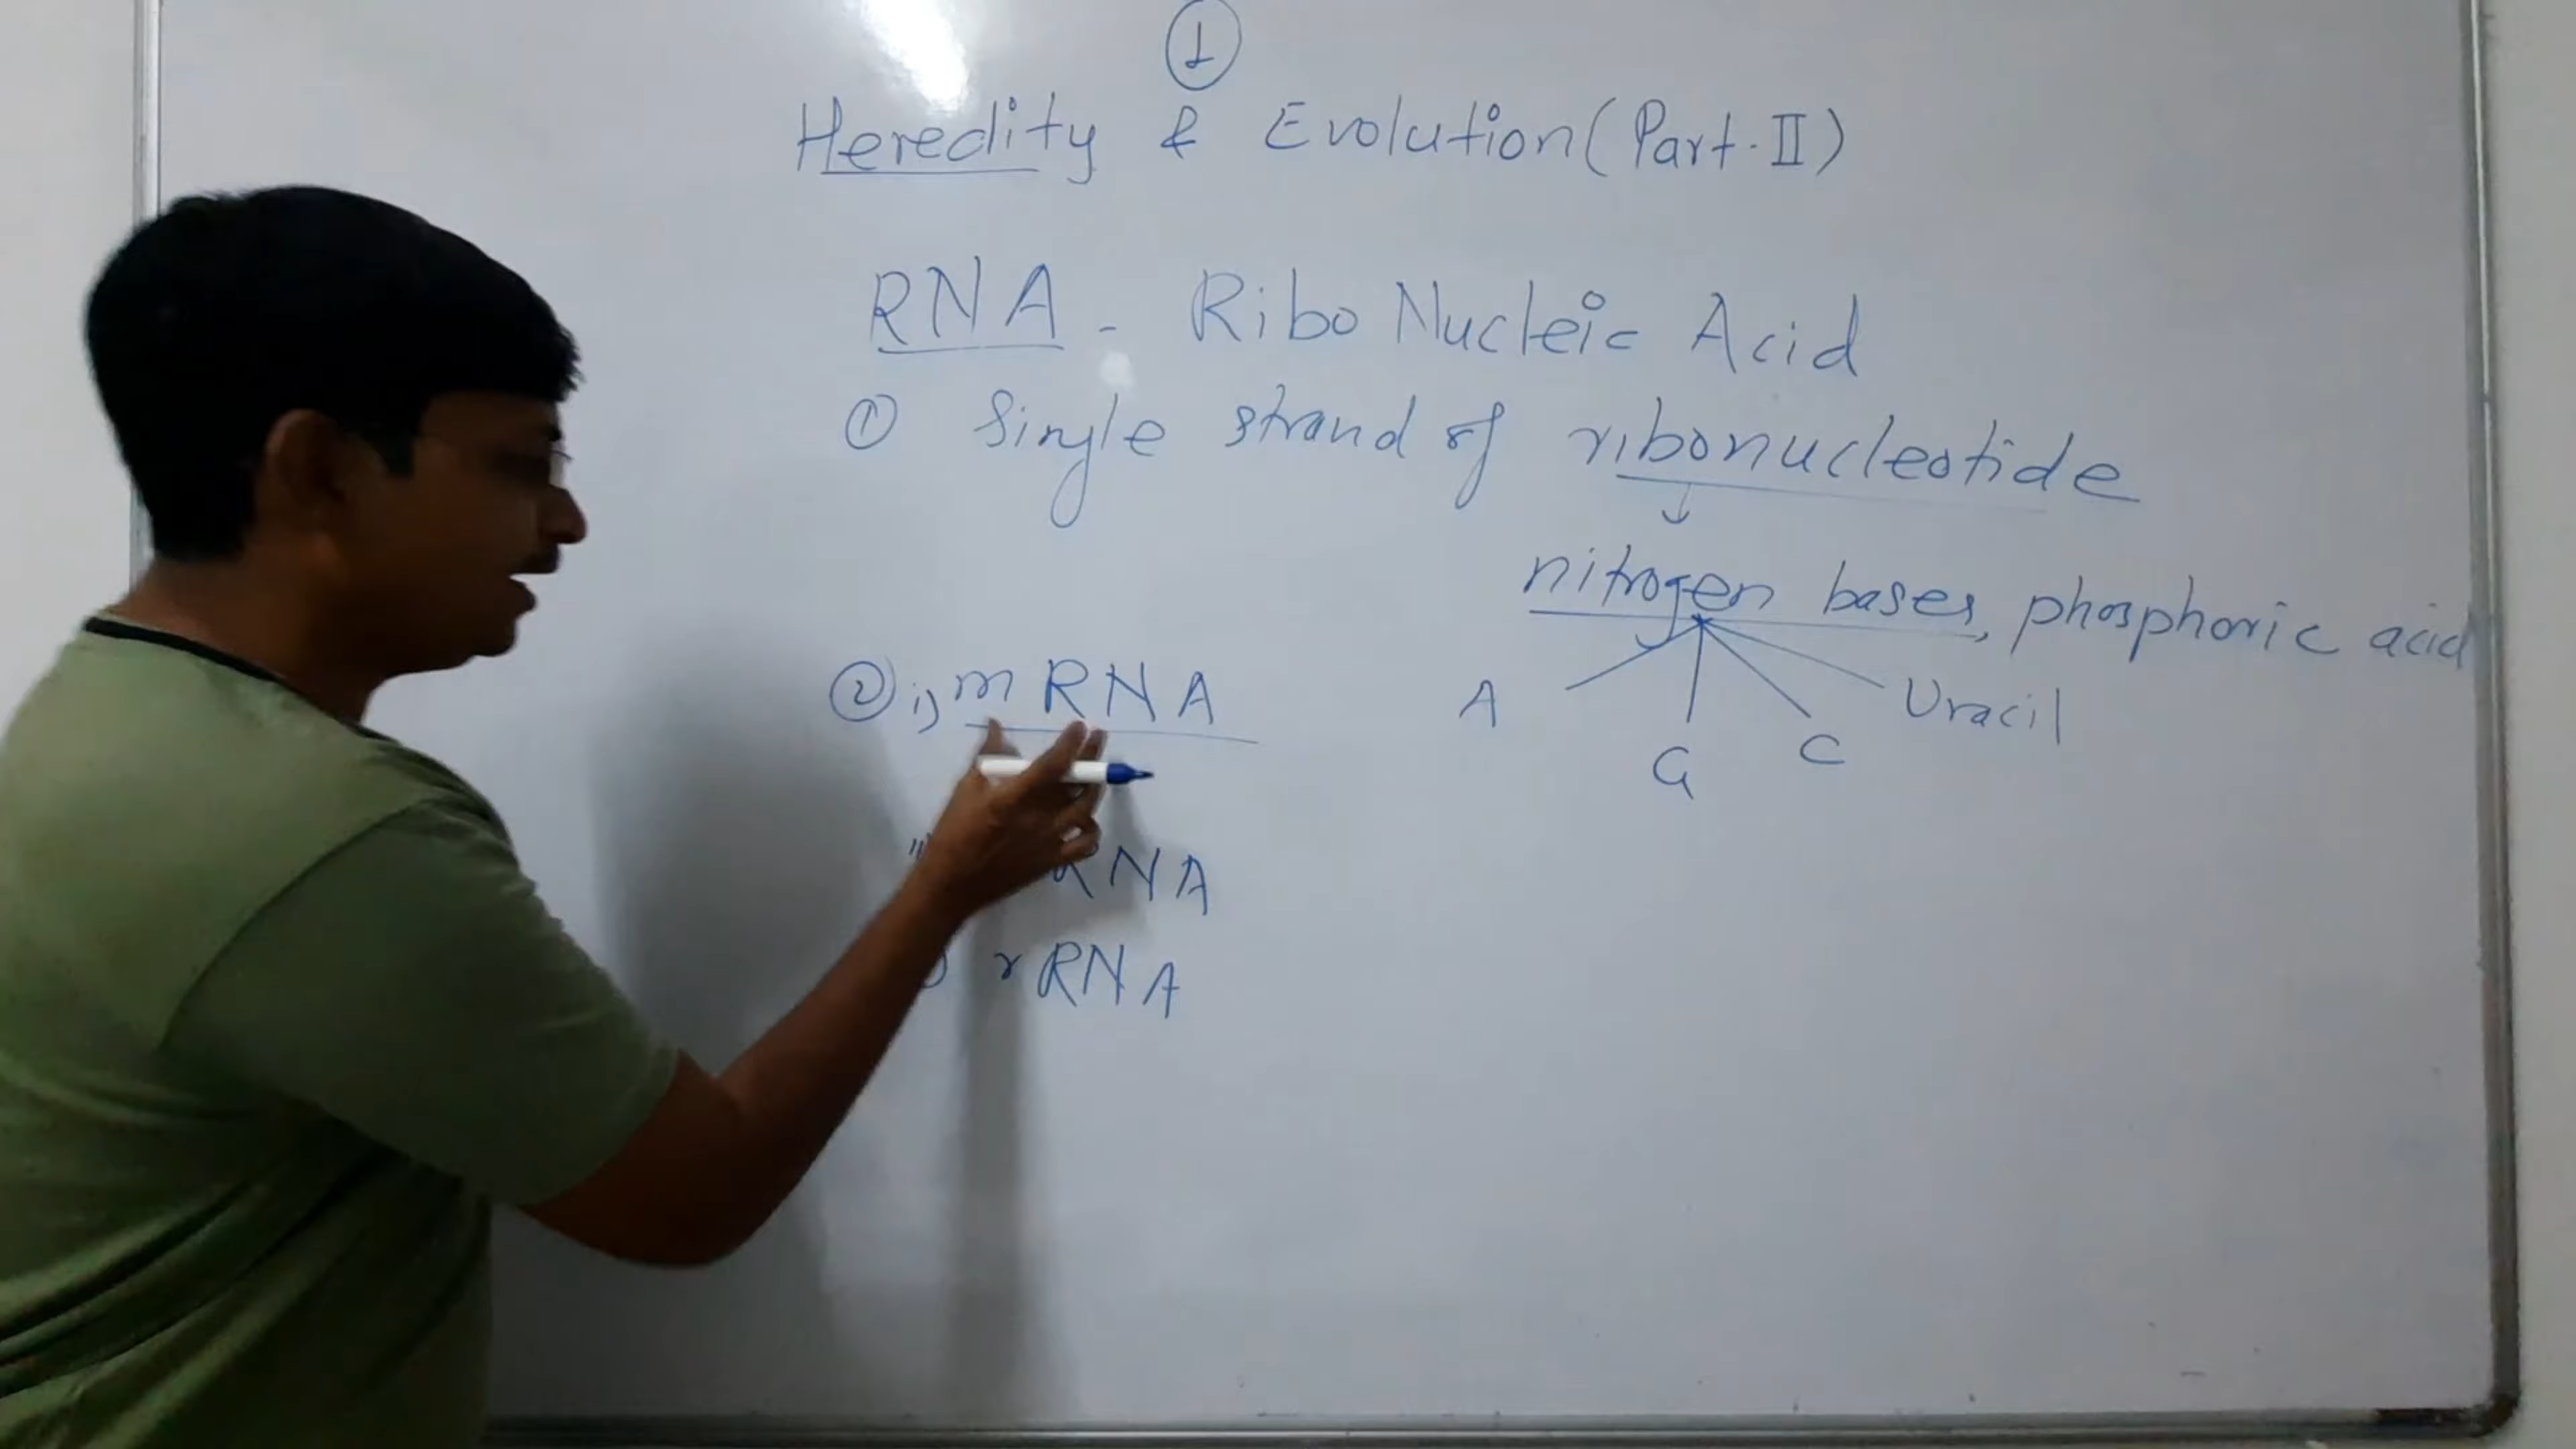 1
Heredity & Evolution (Part-II)
RNA - Ribo Nucleic Acid
① Single strand of ribonucleotide
nitrogen bases, phosphoric acid
② i) mRNA
A G C Uracil
RNA
rRNA